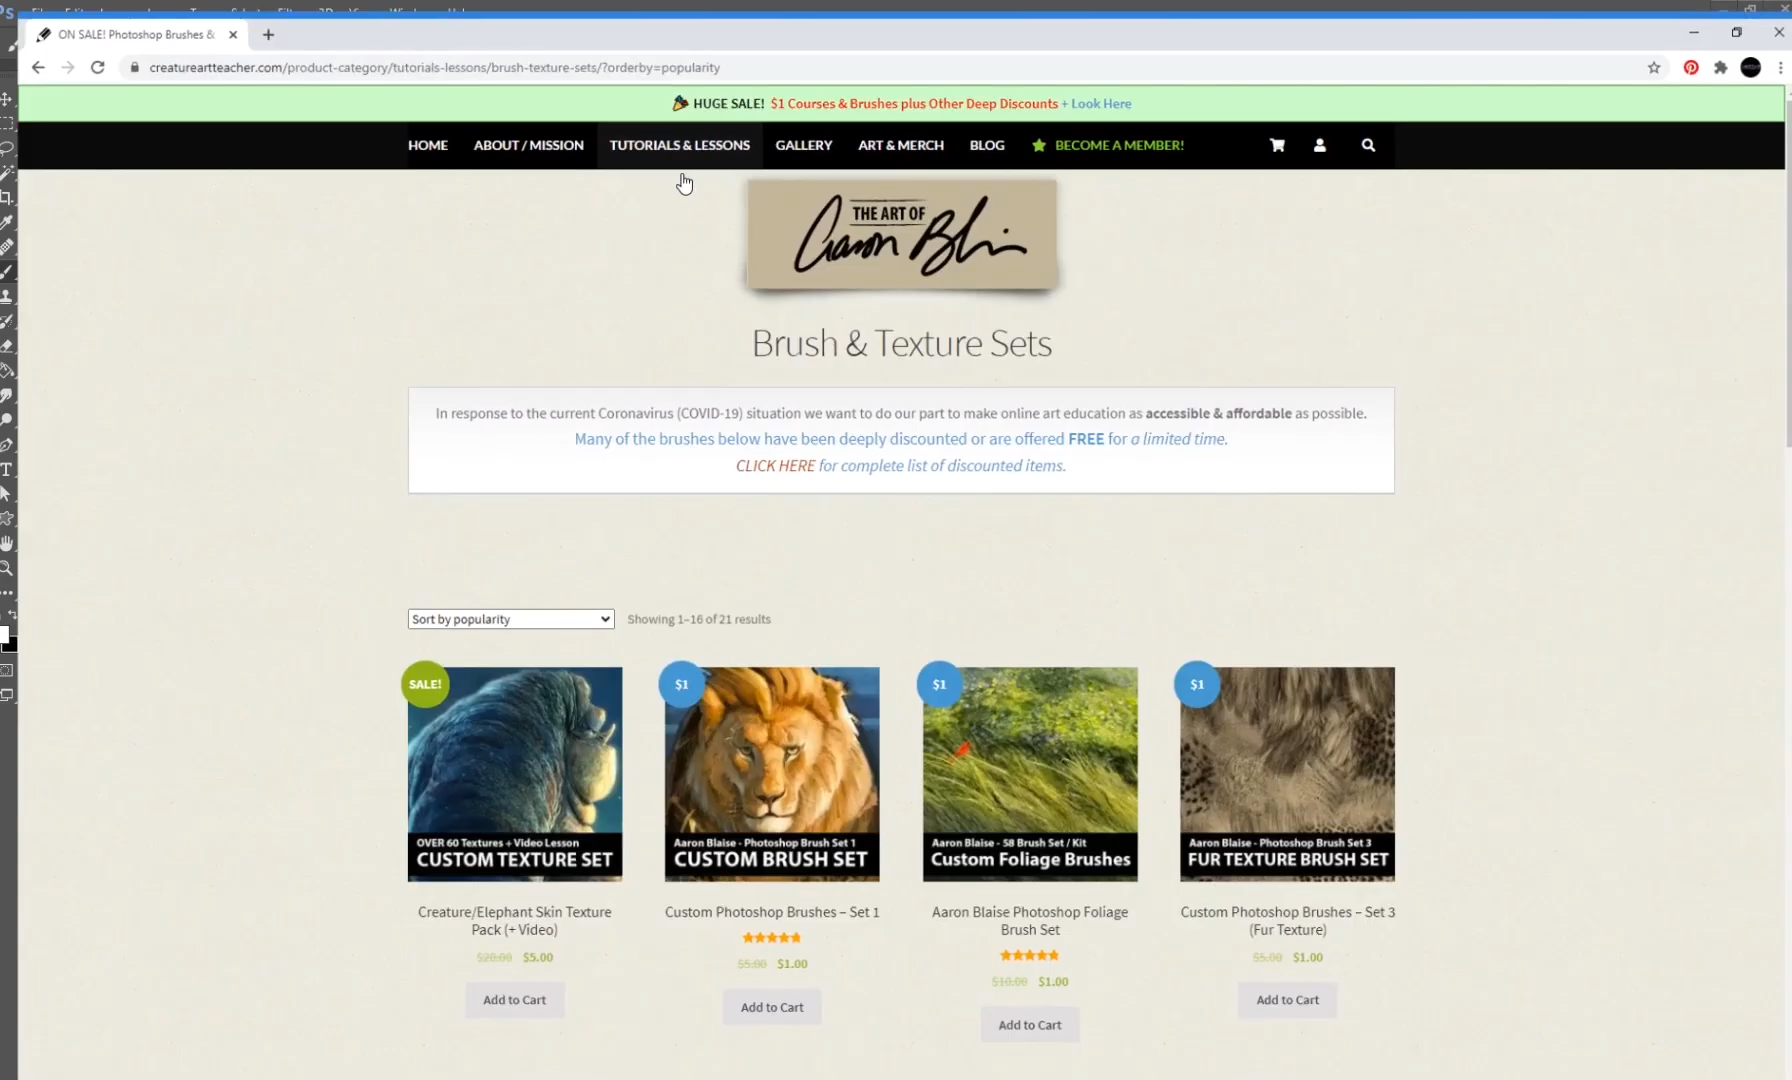 ON SALE! Photoshop Brushes &
creatureartteacher.com/product-category/tutorials-lessons/brush-texture-sets/?orderby=popularity
HUGE SALE! $1 Courses & Brushes plus Other Deep Discounts + Look Here
HOME ABOUT / MISSION TUTORIALS & LESSONS GALLERY ART & MERCH BLOG BECOME A MEMBER!
THE ART OF
Aaron Blaise
Brush & Texture Sets
In response to the current Coronavirus (COVID-19) situation we want to do our part to make online art education as accessible & affordable as possible.
Many of the brushes below have been deeply discounted or are offered FREE for a limited time.
CLICK HERE for complete list of discounted items.
Sort by popularity Showing 1–16 of 21 results
SALE! $1 $1 $1
OVER 60 Textures + Video Lesson
CUSTOM TEXTURE SET
Aaron Blaise - Photoshop Brush Set 1
CUSTOM BRUSH SET
Aaron Blaise - 58 Brush Set / Kit
Custom Foliage Brushes
Aaron Blaise - Photoshop Brush Set 3
FUR TEXTURE BRUSH SET
Creature/Elephant Skin Texture
Pack (+ Video)
$20.00 $5.00
Add to Cart
Custom Photoshop Brushes – Set 1
$5.00 $1.00
Add to Cart
Aaron Blaise Photoshop Foliage
Brush Set
$10.00 $1.00
Add to Cart
Custom Photoshop Brushes – Set 3
(Fur Texture)
$5.00 $1.00
Add to Cart